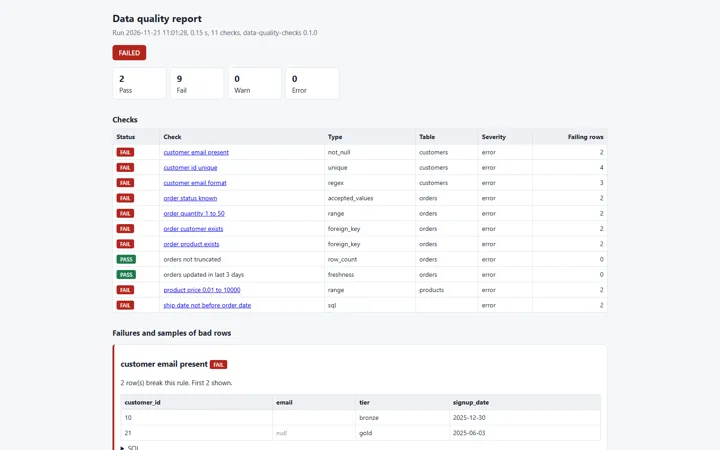 Data quality report
Run 2026-11-21 11:01:28, 0.15 s, 11 checks, data-quality-checks 0.1.0
FAILED
2 9 0 0
Pass Fail Warn Error
Checks
Status Check Type Table Severity Failing rows
FAIL customer email present not_null customers error 2
FAIL customer id unique unique customers error 4
FAIL customer email format regex customers error 3
FAIL order status known accepted_values orders error 2
FAIL order quantity 1 to 50 range orders error 2
FAIL order customer exists foreign_key orders error 2
FAIL order product exists foreign_key orders error 2
PASS orders not truncated row_count orders error 0
PASS orders updated in last 3 days freshness orders error 0
FAIL product price 0.01 to 10000 range products error 2
FAIL ship date not before order date sql error 2
Failures and samples of bad rows
customer email present FAIL
2 row(s) break this rule. First 2 shown.
customer_id email tier signup_date
10 bronze 2025-12-30
21 null gold 2025-06-03
SQL